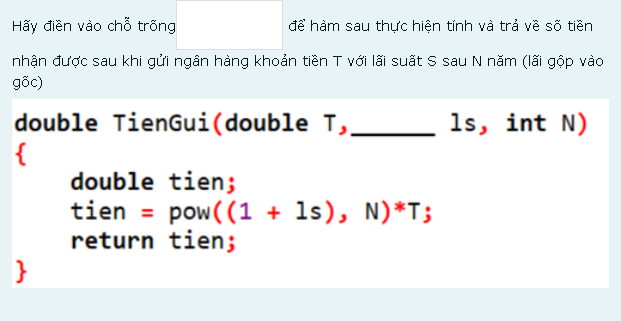 Hãy điền vào chỗ trống để hàm sau thực hiện tính và trả về số tiền
nhận được sau khi gửi ngân hàng khoản tiền T với lãi suất S sau N năm (lãi gộp vào
gốc)
double TienGui(double T,______ ls, int N)
{
double tien;
tien = pow((1 + ls), N)*T;
return tien;
}